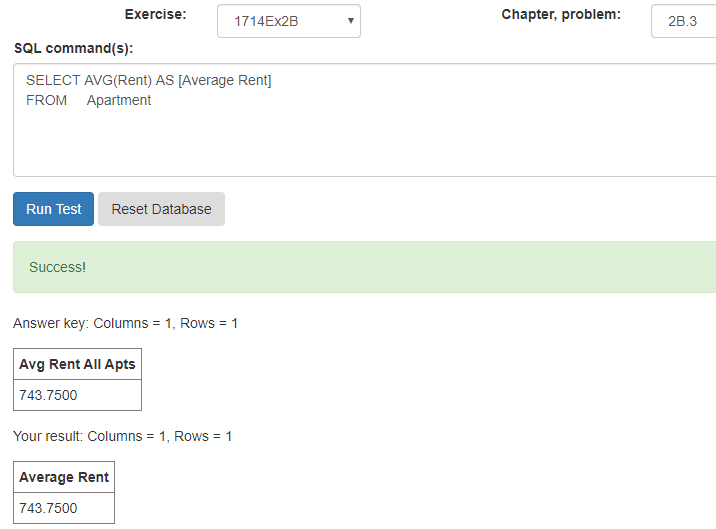 Exercise: 1714Ex2B Chapter, problem: 2B.3
SQL command(s):
SELECT AVG(Rent) AS [Average Rent]
FROM Apartment
Run Test Reset Database
Success!
Answer key: Columns = 1, Rows = 1
Avg Rent All Apts
743.7500
Your result: Columns = 1, Rows = 1
Average Rent
743.7500